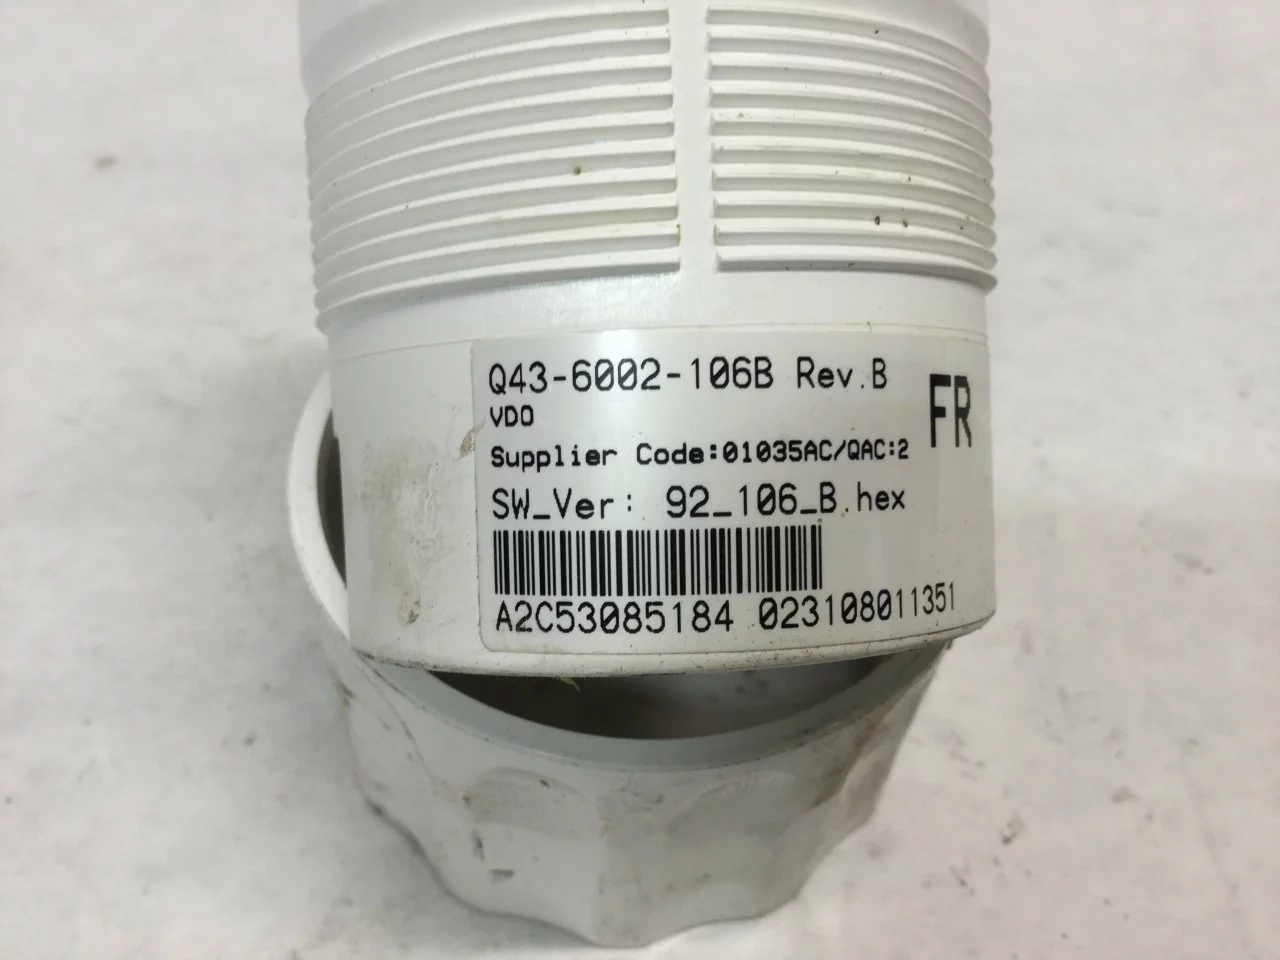 Q43-6002-106B Rev.B
VDO
FR
Supplier Code:01035AC/QAC:2
SW_Ver: 92_106_B.hex
A2C53085184 023108011351